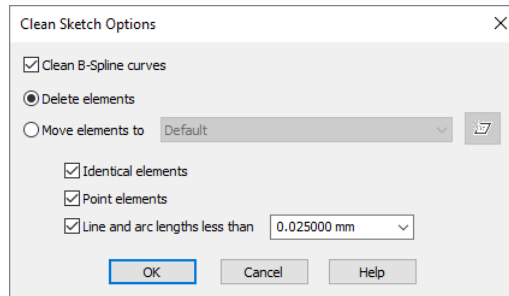 Clean Sketch Options
Clean B-Spline curves
Delete elements
Move elements to Default
Identical elements
Point elements
Line and arc lengths less than 0.025000 mm
OK Cancel Help